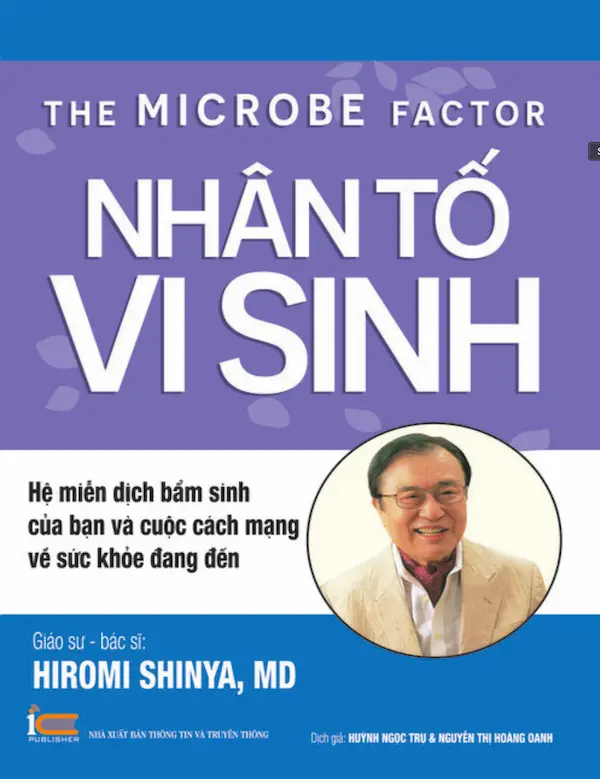 THE MICROBE FACTOR
NHÂN TỐ
VI SINH
Hệ miễn dịch bẩm sinh
của bạn và cuộc cách mạng
về sức khỏe đang đến
Giáo sư - bác sĩ:
HIROMI SHINYA, MD
ic
PUBLISHER
NHÀ XUẤT BẢN THÔNG TIN VÀ TRUYỀN THÔNG
Dịch giả: HUỲNH NGỌC TRỤ & NGUYỄN THỊ HOÀNG OANH